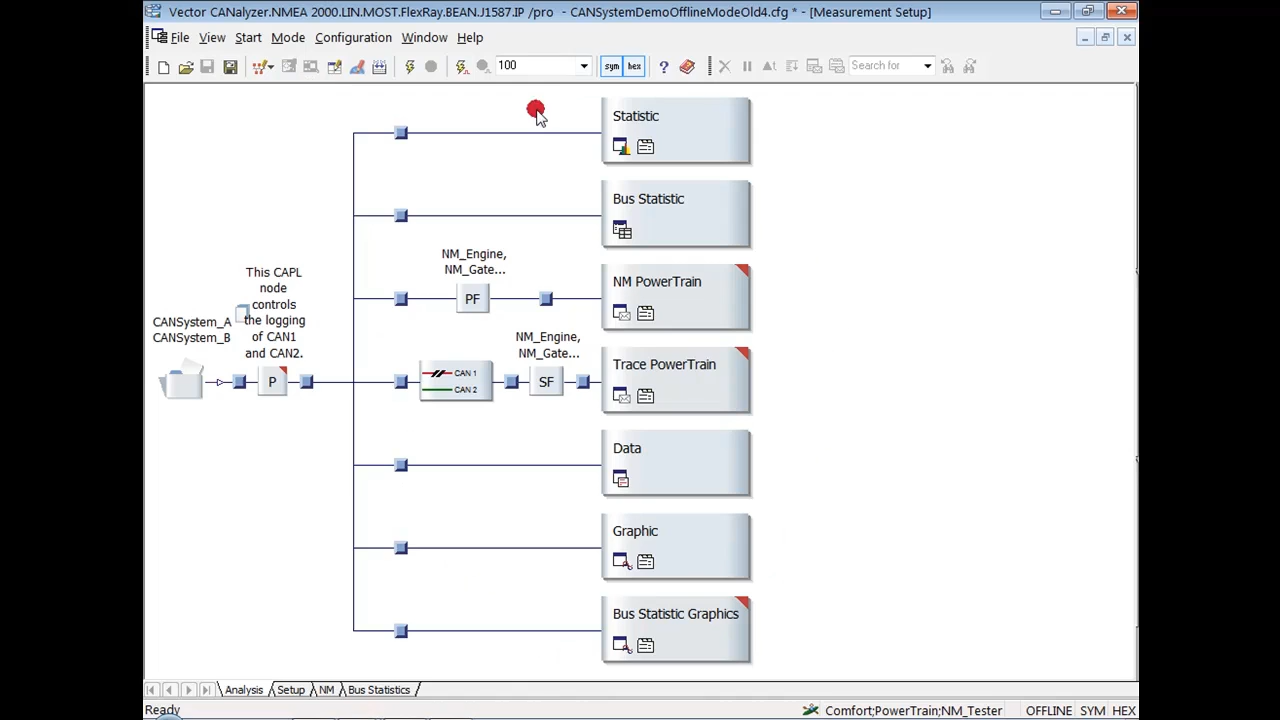 Vector CANalyzer.NMEA 2000.LIN.MOST.FlexRay.BEAN.J1587.IP /pro - CANSystemDemoOfflineModeOld4.cfg * - [Measurement Setup]
File View Start Mode Configuration Window Help
100 sym hex ? Search for
Statistic
Bus Statistic
NM_Engine,
NM_Gate...
PF
NM PowerTrain
This CAPL
node
controls
the logging
of CAN1
and CAN2.
CANSystem_A
CANSystem_B
P
CAN 1
CAN 2
NM_Engine,
NM_Gate...
SF
Trace PowerTrain
Data
Graphic
Bus Statistic Graphics
Analysis Setup NM Bus Statistics
Ready Comfort;PowerTrain;NM_Tester OFFLINE SYM HEX